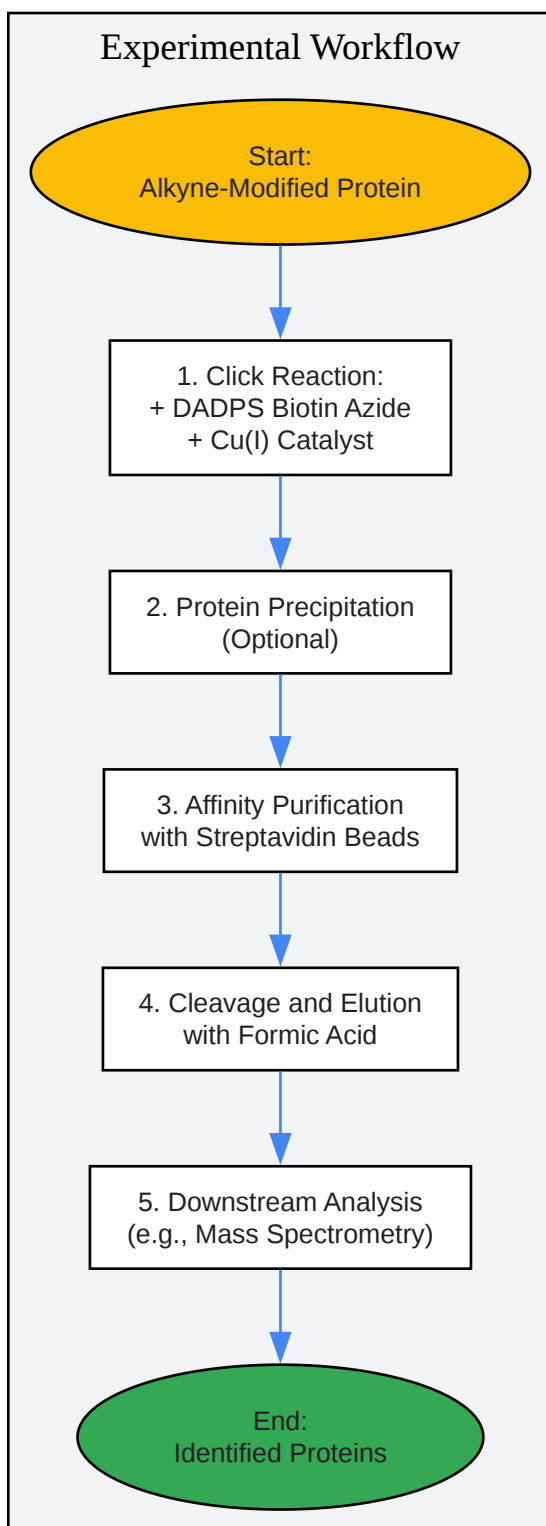 Experimental Workflow
Start:
Alkyne-Modified Protein
1. Click Reaction:
+ DADPS Biotin Azide
+ Cu(I) Catalyst
2. Protein Precipitation
(Optional)
3. Affinity Purification
with Streptavidin Beads
4. Cleavage and Elution
with Formic Acid
5. Downstream Analysis
(e.g., Mass Spectrometry)
End:
Identified Proteins